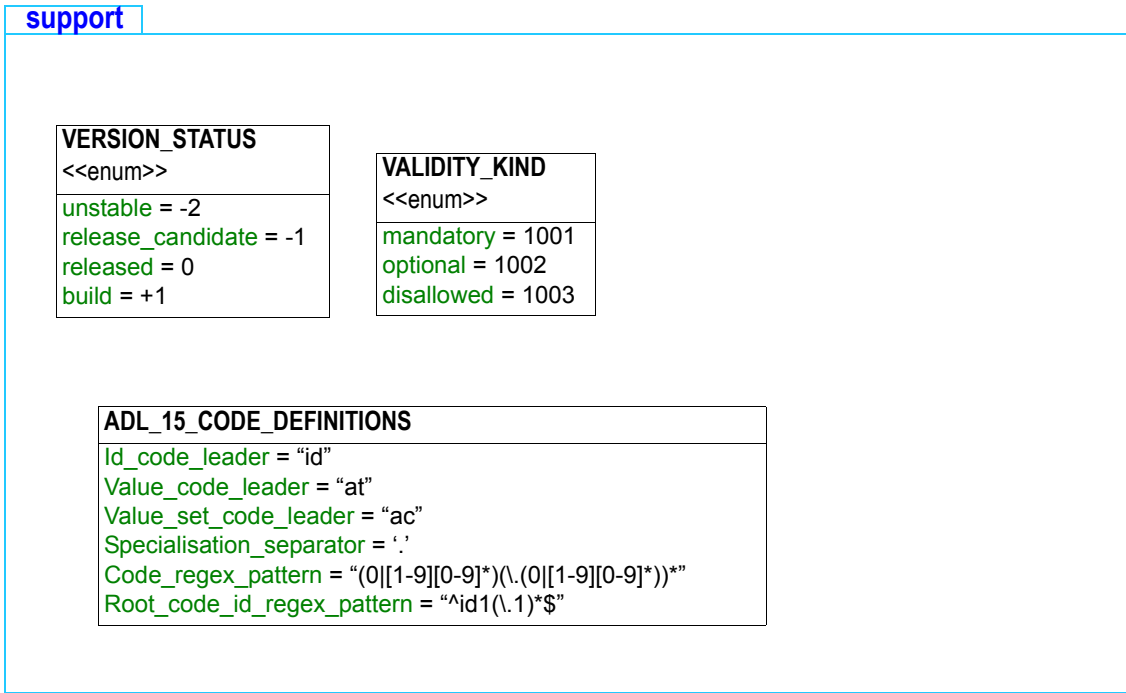 support
VERSION_STATUS
<<enum>>
unstable = -2
release_candidate = -1
released = 0
build = +1
VALIDITY_KIND
<<enum>>
mandatory = 1001
optional = 1002
disallowed = 1003
ADL_15_CODE_DEFINITIONS
Id_code_leader = “id”
Value_code_leader = “at”
Value_set_code_leader = “ac”
Specialisation_separator = ‘.’
Code_regex_pattern = “(0|[1-9][0-9]*)(\.(0|[1-9][0-9]*))*”
Root_code_id_regex_pattern = “^id1(\.1)*$”